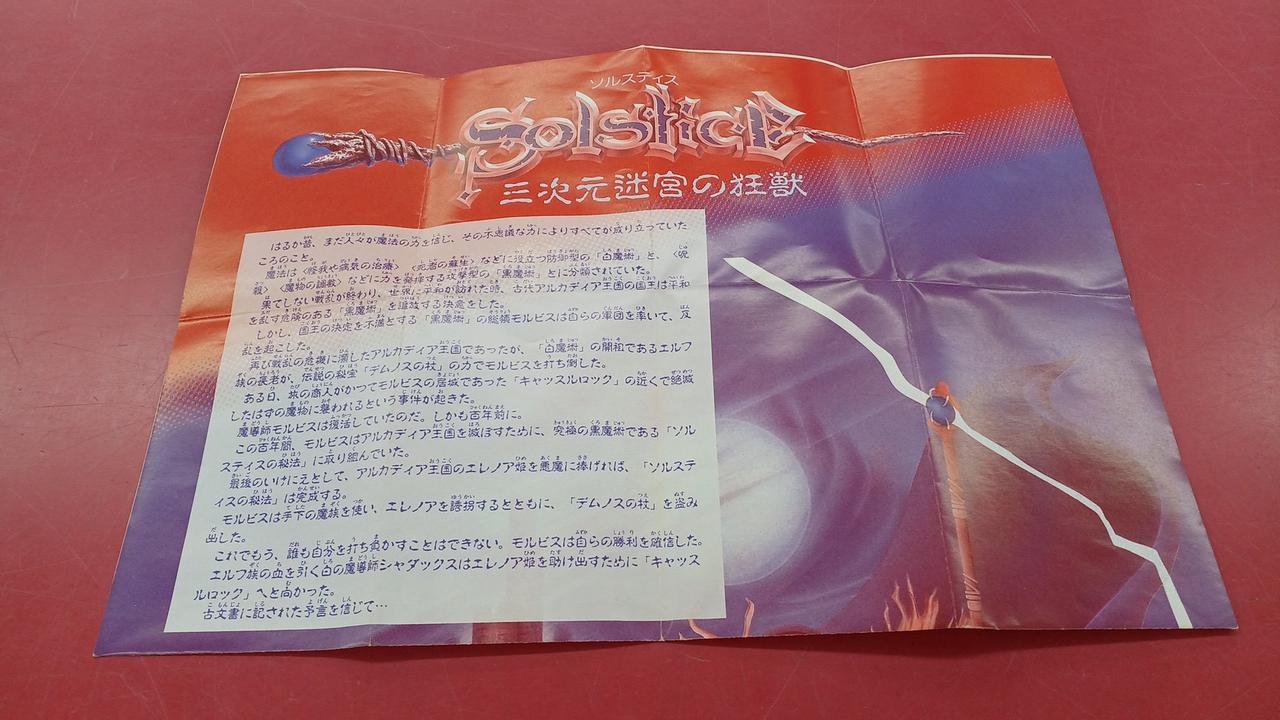 ソルスティス
Solstice
三次元迷宮の狂獣
はるか昔、まだ人々が魔法の力を信じ、その不思議な力によりすべてが成り立っていた
ころのこと。
魔法は〈怪我や病気の治療〉〈死者の蘇生〉などに役立つ防御型の「白魔術」と、〈呪
殺〉〈魔物の調教〉などに力を発揮する攻撃型の「黒魔術」とに分類されていた。
果てしない戦乱が終わり、世界に平和が訪れた時、古代アルカディア王国の国王は平和
を乱す危険のある「黒魔術」を追放する決意をした。
しかし、国王の決定を不満とする「黒魔術」の総領モルビスは自らの軍団を率いて、反
乱を起こした。
再び戦乱の危機に瀕したアルカディア王国であったが、「白魔術」の開祖であるエルフ
族の長老が、伝説の秘宝「デムノスの杖」の力でモルビスを打ち倒した。
ある日、旅の商人がかつてモルビスの居城であった「キャッスルロック」の近くで絶滅
したはずの魔物に襲われるという事件が起きた。
魔導師モルビスは復活していたのだ。しかも百年前に。
この百年間、モルビスはアルカディア王国を滅ぼすために、究極の黒魔術である「ソル
スティスの秘法」に取り組んでいた。
最後のいけにえとして、アルカディア王国のエレノア姫を悪魔に捧げれば、「ソルステ
ィスの秘法」は完成する。
モルビスは手下の魔族を使い、エレノアを誘拐するとともに、「デムノスの杖」を盗み
出した。
これでもう、誰も自分を打ち負かすことはできない。モルビスは自らの勝利を確信した。
エルフ族の血を引く白の魔導師シャダックスはエレノア姫を助け出すために「キャッス
ルロック」へと向かった。
古文書に記された予言を信じて…